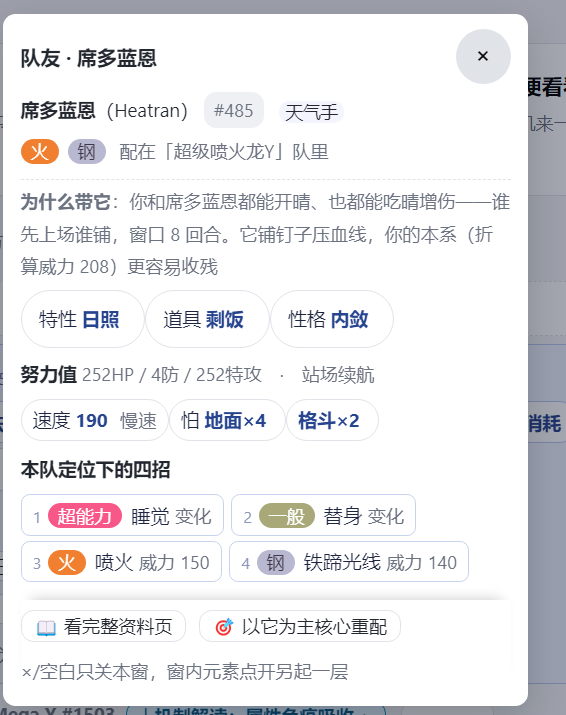 队友 · 席多蓝恩
×
席多蓝恩（Heatran） #485 天气手
火 钢 配在「超级喷火龙Y」队里
为什么带它：你和席多蓝恩都能开晴、也都能吃晴增伤——谁
先上场谁铺，窗口 8 回合。它铺钉子压血线，你的本系（折
算威力 208）更容易收残
特性 日照 道具 剩饭 性格 内敛
努力值 252HP / 4防 / 252特攻 · 站场续航
速度 190 慢速 怕 地面×4 格斗×2
本队定位下的四招
1 超能力 睡觉 变化 2 一般 替身 变化
3 火 喷火 威力 150 4 钢 铁蹄光线 威力 140
📖 看完整资料页 🎯 以它为主核心重配
×/空白只关本窗，窗内元素点开另起一层
消耗